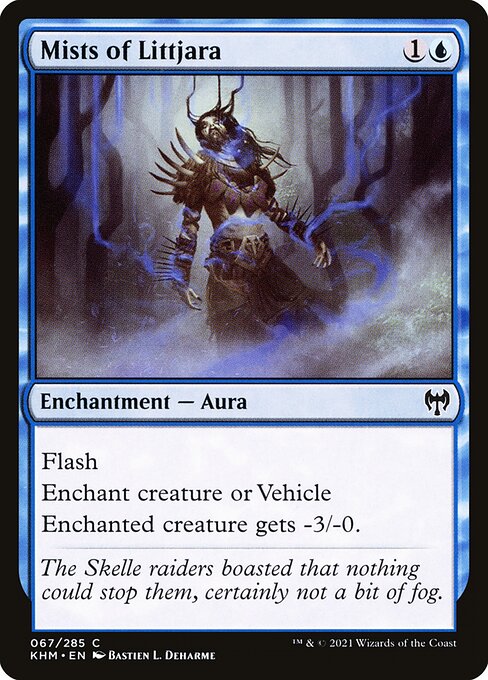 Mists of Littjara 1
Enchantment — Aura
Flash
Enchant creature or Vehicle
Enchanted creature gets -3/-0.
The Skelle raiders boasted that nothing
could stop them, certainly not a bit of fog.
067/285 C ™ & © 2021 Wizards of the Coast
KHM • EN Bastien L. Deharme